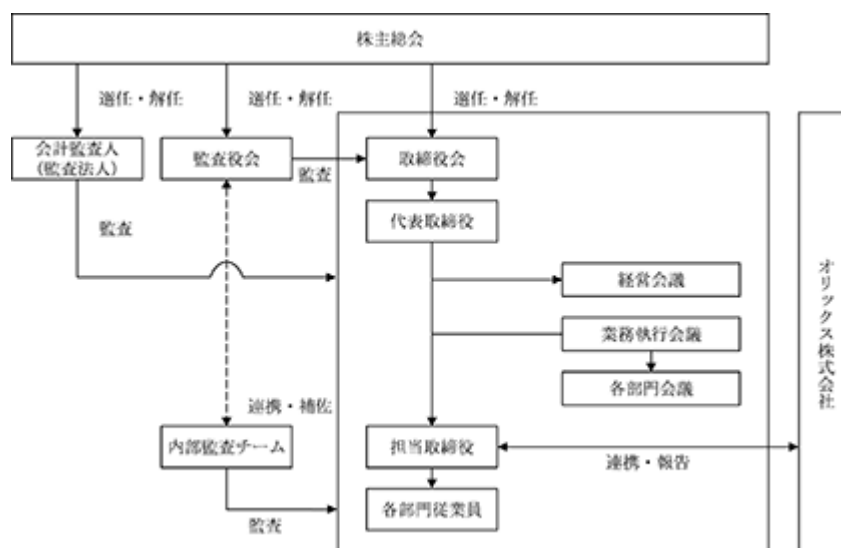 株主総会
選任・解任
選任・解任
選任・解任
会計監査人
(監査法人)
監査役会
監査
取締役会
代表取締役
監査
経営会議
業務執行会議
各部門会議
オリックス株式会社
連携・補佐
内部監査チーム
担当取締役
連携・報告
各部門従業員
監査